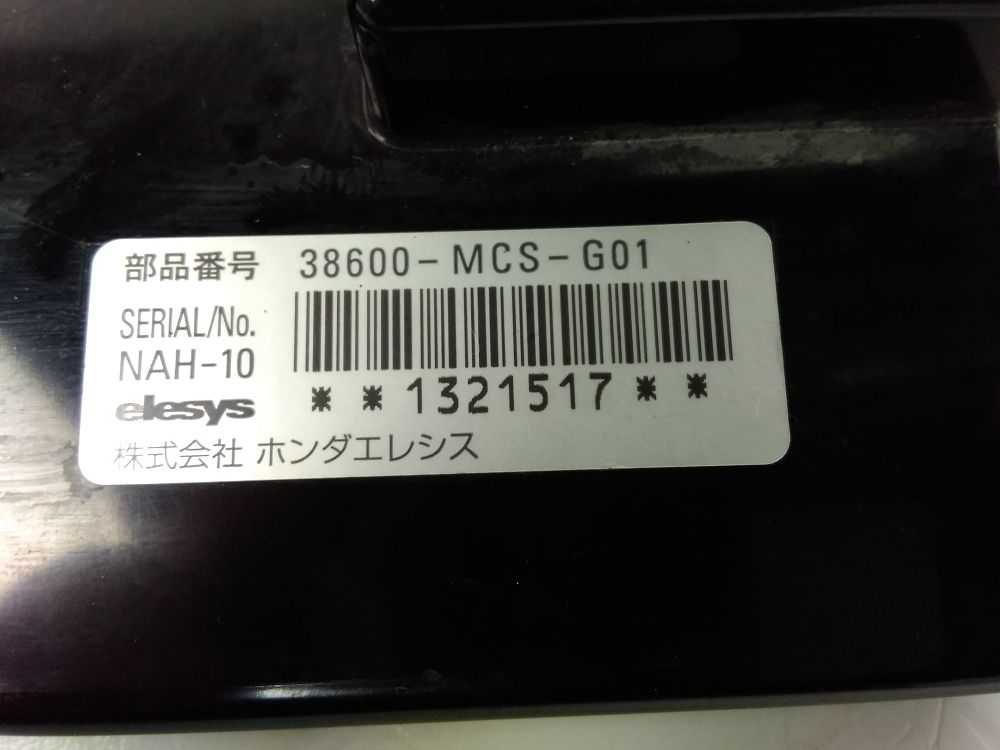 部品番号 38600-MCS-G01
SERIAL/No.
NAH-10
**1321517**
elesys
株式会社 ホンダエレシス